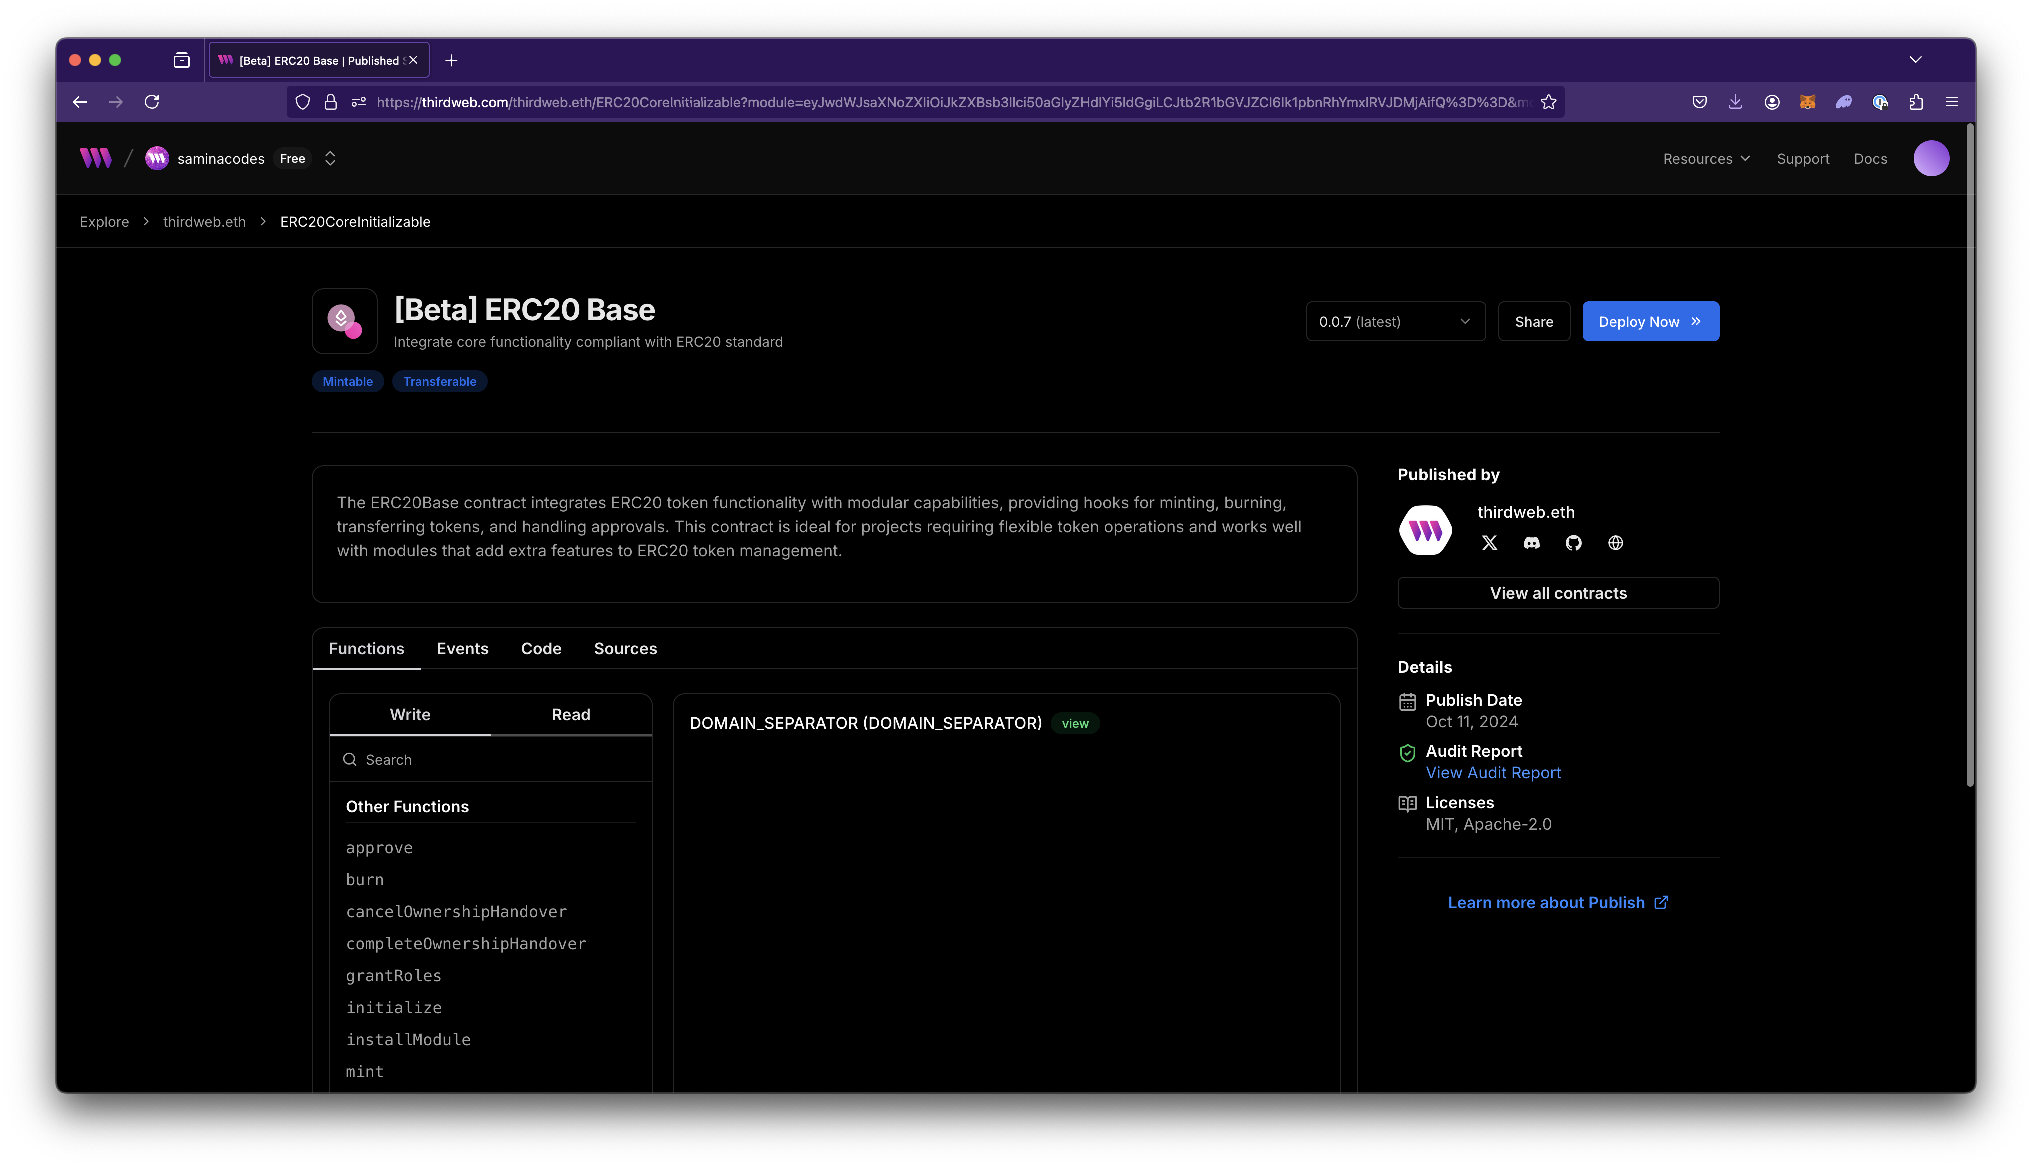 [Beta] ERC20 Base | Published
https://thirdweb.com/thirdweb.eth/ERC20CoreInitializable?module=
saminacodes Free
Resources Support Docs
Explore > thirdweb.eth > ERC20CoreInitializable
[Beta] ERC20 Base
Integrate core functionality compliant with ERC20 standard
0.0.7 (latest)
Share
Deploy Now
Mintable Transferable
The ERC20Base contract integrates ERC20 token functionality with modular capabilities, providing hooks for minting, burning,
transferring tokens, and handling approvals. This contract is ideal for projects requiring flexible token operations and works well
with modules that add extra features to ERC20 token management.
Functions Events Code Sources
Write Read
Search
Other Functions
approve
burn
cancelOwnershipHandover
completeOwnershipHandover
grantRoles
initialize
installModule
mint
DOMAIN_SEPARATOR (DOMAIN_SEPARATOR) view
Published by
thirdweb.eth
View all contracts
Details
Publish Date
Oct 11, 2024
Audit Report
View Audit Report
Licenses
MIT, Apache-2.0
Learn more about Publish